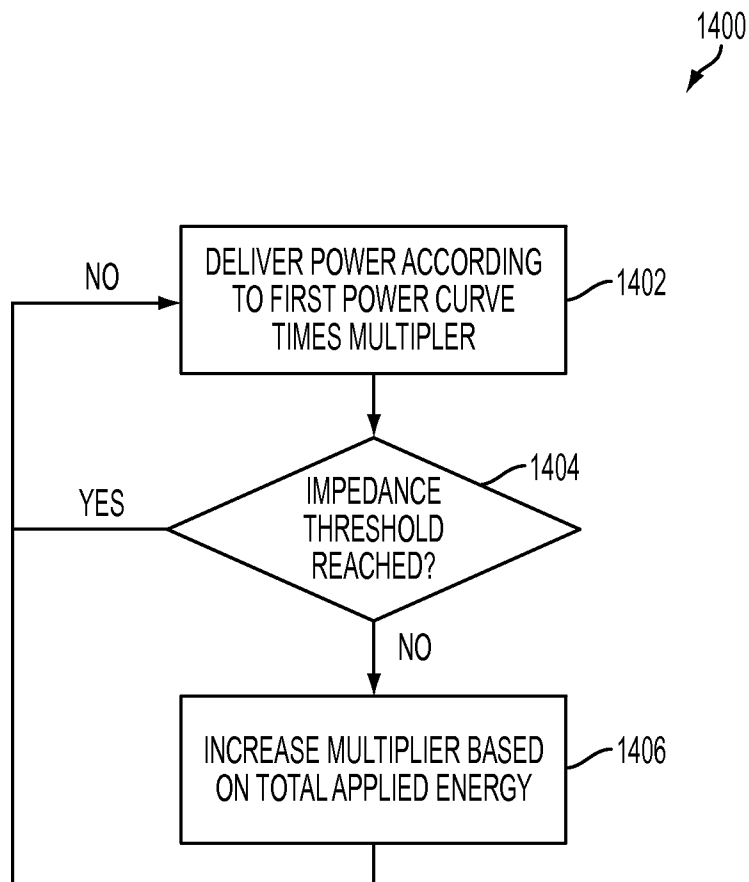 1400
NO
DELIVER POWER ACCORDING
TO FIRST POWER CURVE
TIMES MULTIPLER
1402
1404
YES
IMPEDANCE
THRESHOLD
REACHED?
NO
INCREASE MULTIPLIER BASED
ON TOTAL APPLIED ENERGY
1406